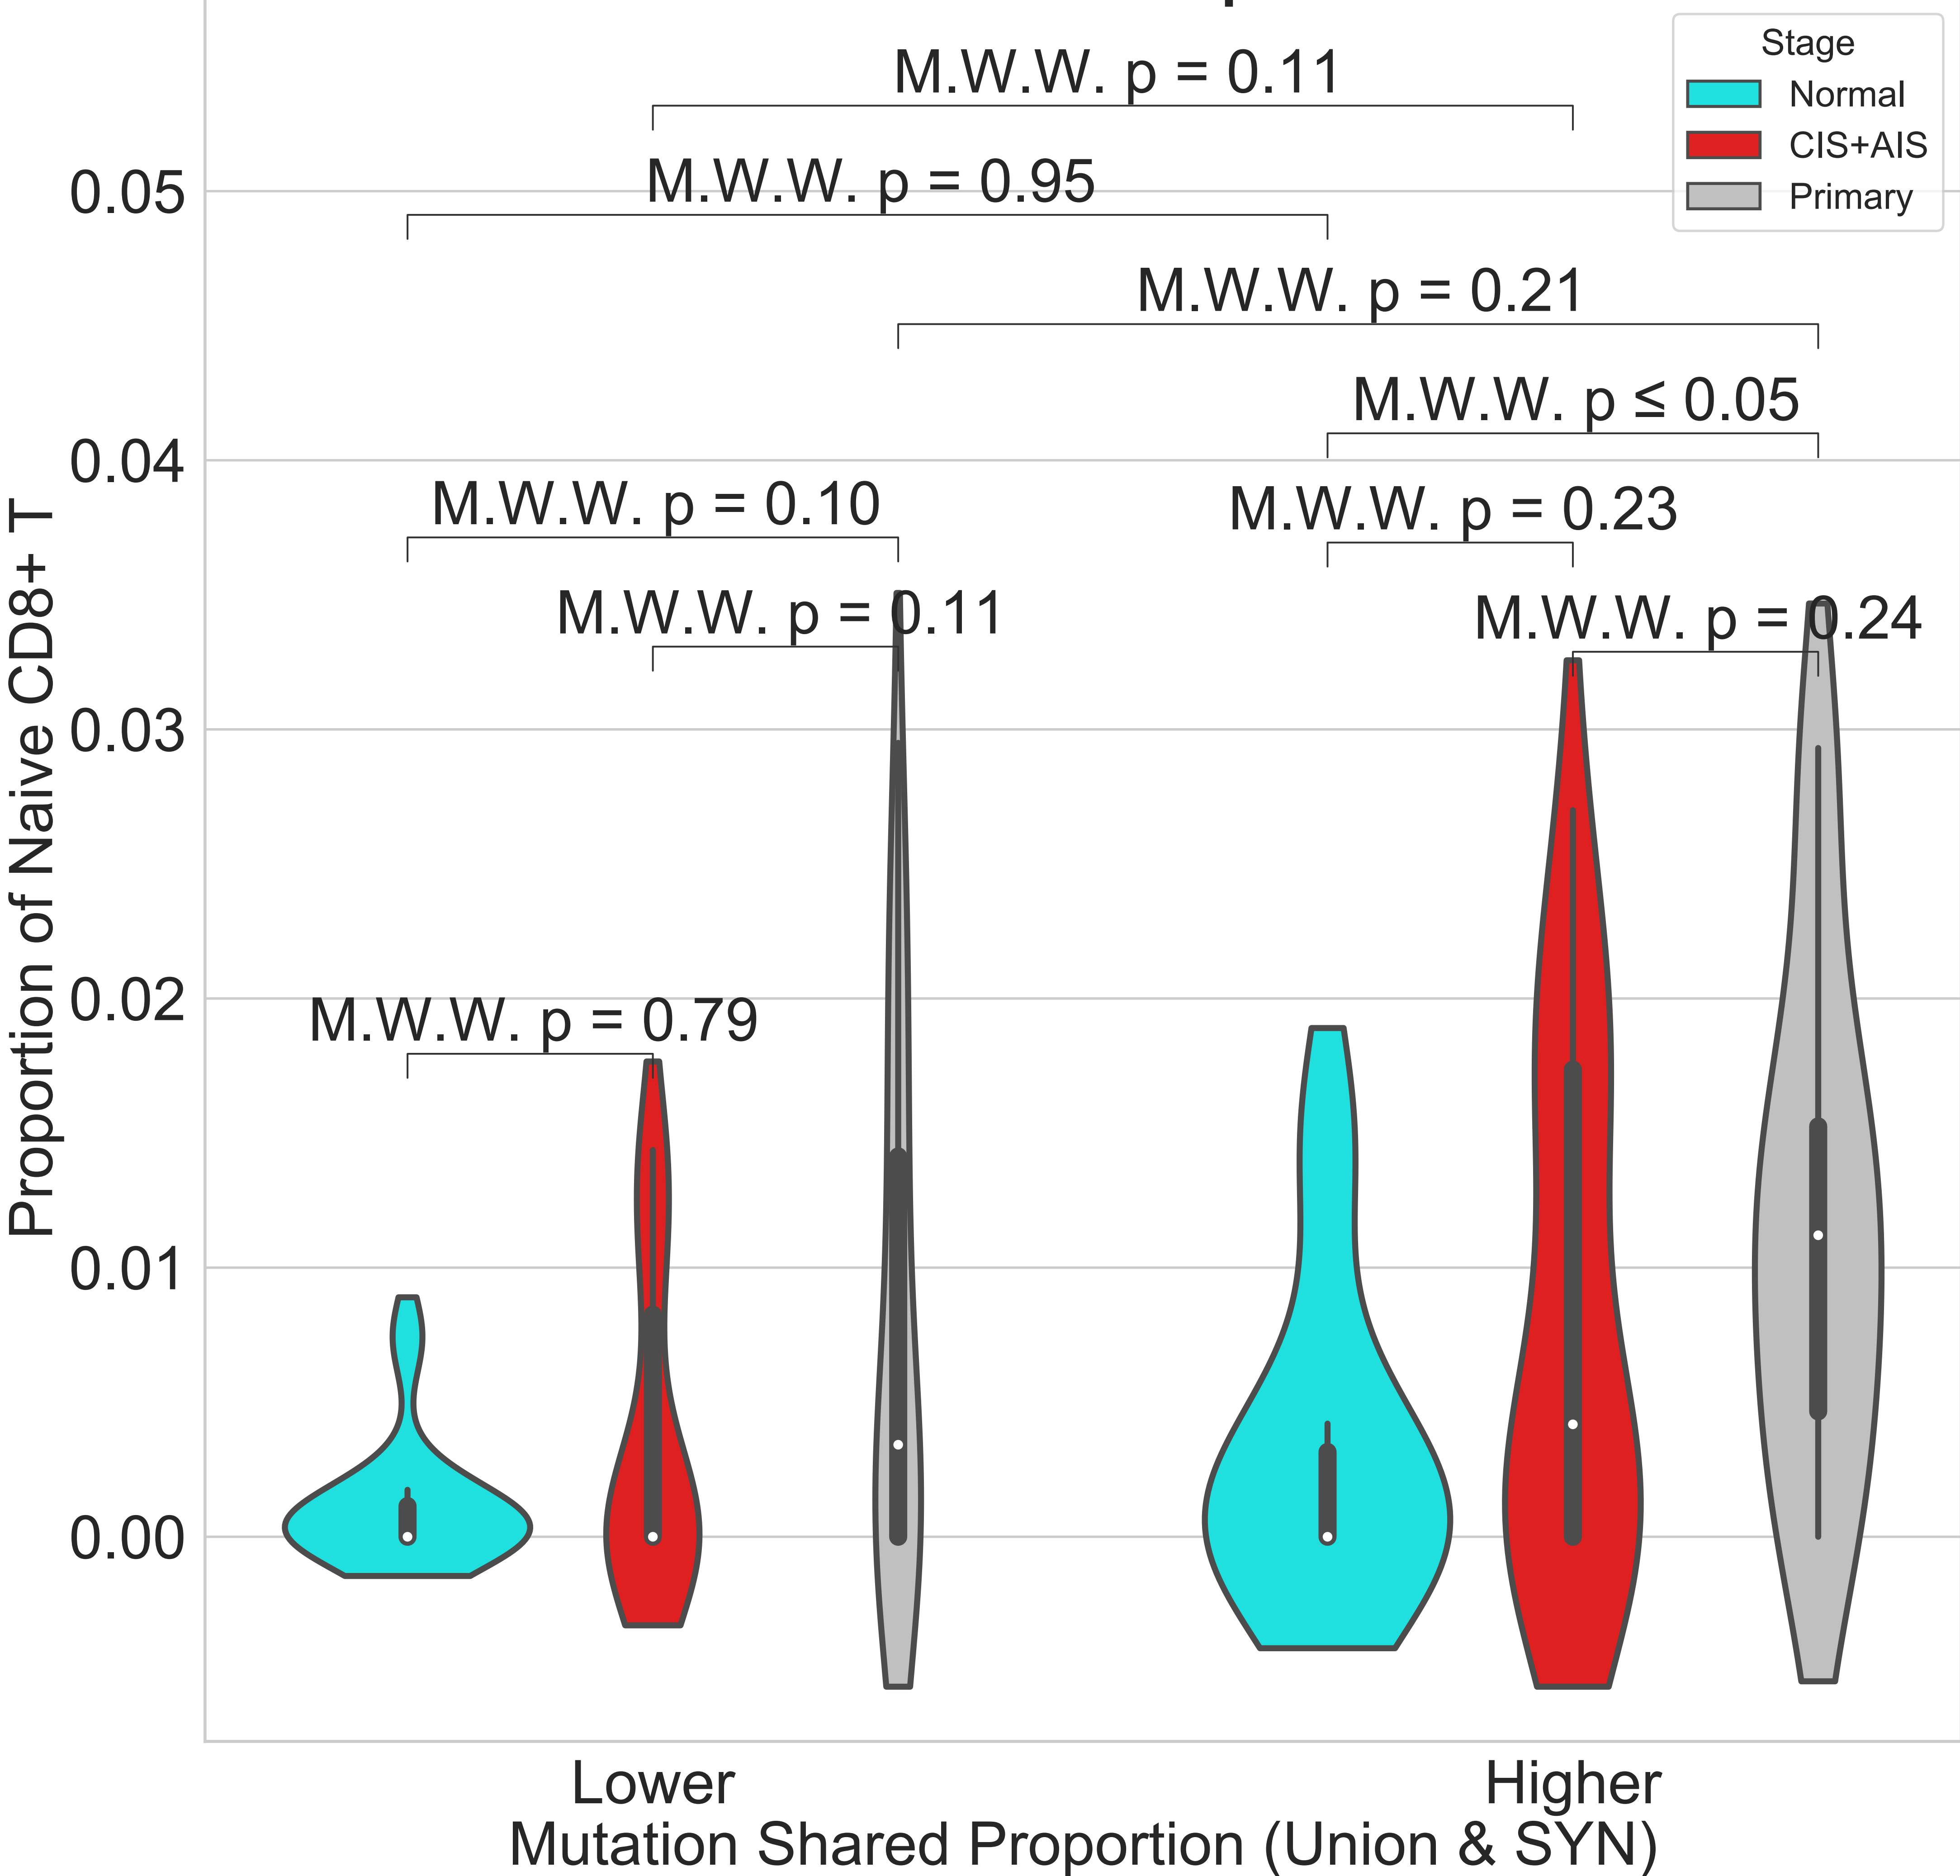 M.W.W. p = 0.11
Stage
Normal
CIS+AIS
Primary
M.W.W. p = 0.95
0.05
M.W.W. p = 0.21
M.W.W. p ≤ 0.05
0.04
M.W.W. p = 0.10
M.W.W. p = 0.23
M.W.W. p = 0.11
M.W.W. p = 0.24
0.03
0.02
M.W.W. p = 0.79
0.01
0.00
Proportion of Naive CD8+ T
Lower
Higher
Mutation Shared Proportion (Union & SYN)